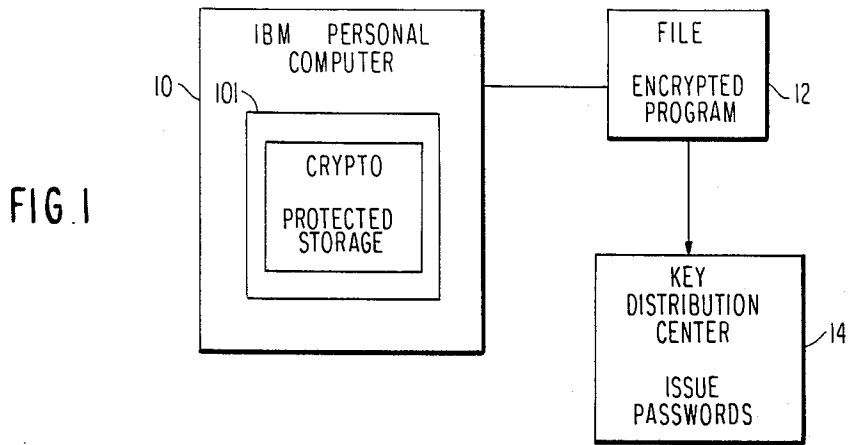 IBM PERSONAL
COMPUTER
10
101
CRYPTO
PROTECTED
STORAGE
FILE
ENCRYPTED
PROGRAM
12
FIG.1
KEY
DISTRIBUTION
CENTER
14
ISSUE
PASSWORDS